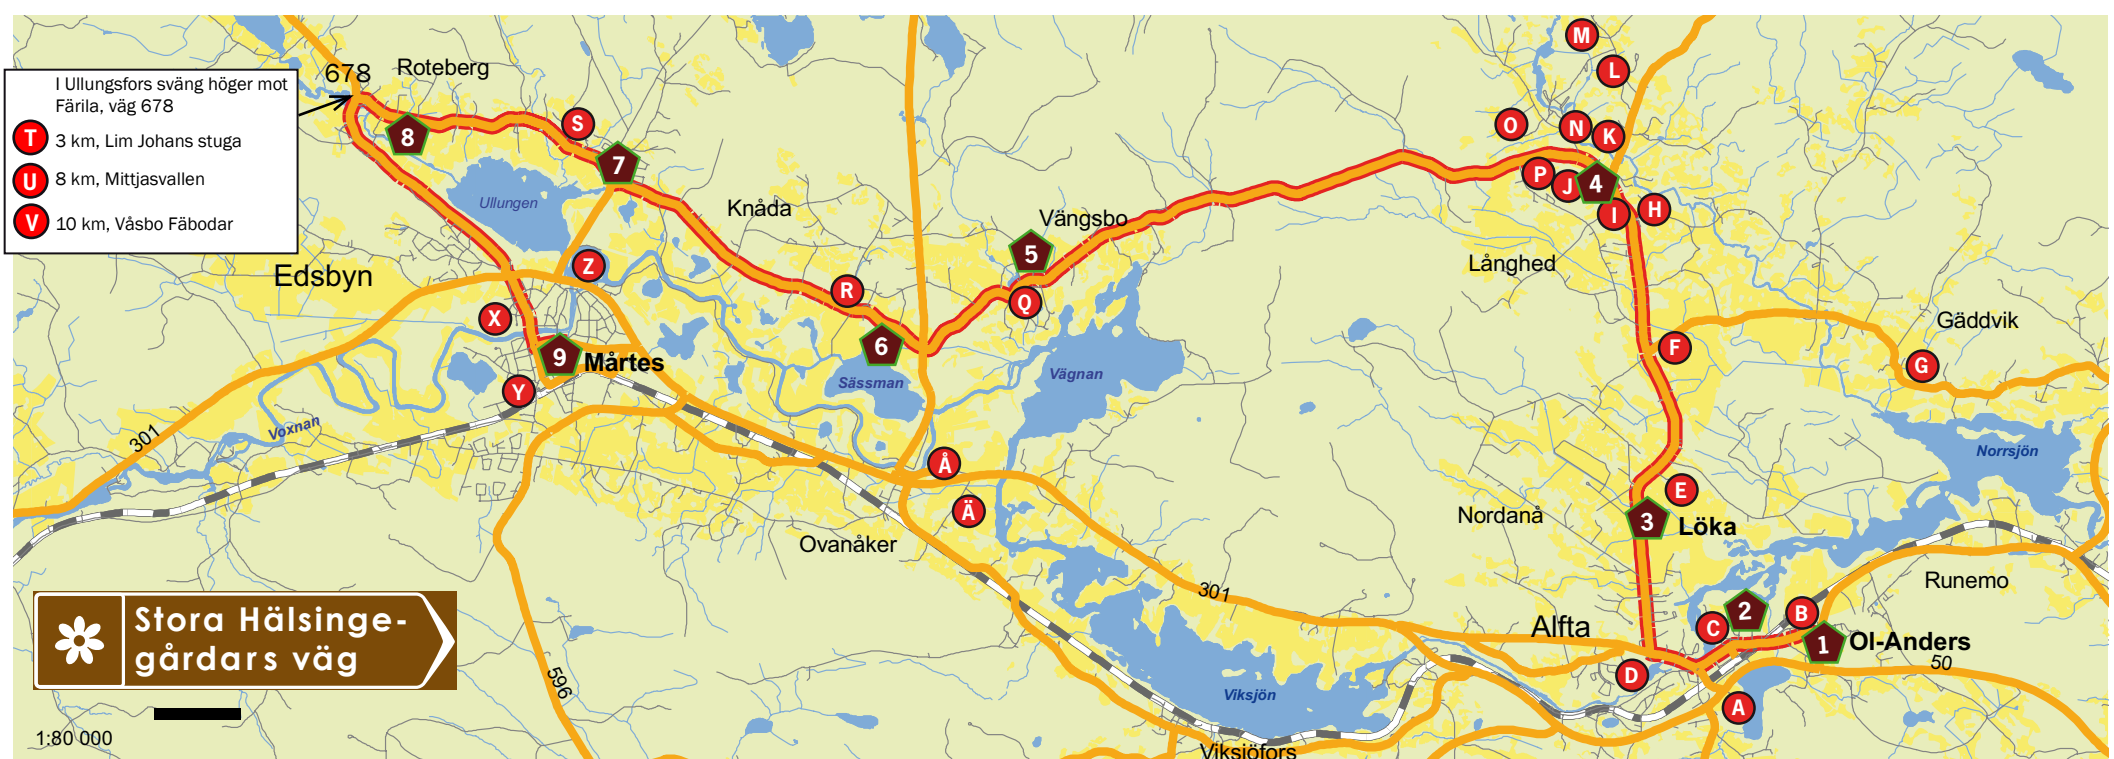 678
Roteberg
I Ullungsfors sväng höger mot
Färila, väg 678
T 3 km, Lim Johans stuga
U 8 km, Mittjasvallen
V 10 km, Våsbo Fäbodar
8
S
7
Ullungen
Knåda
Edsbyn
Z
X
R
6
9 Mårtes
Y
Sässman
Voxnan
301
Vängsbo
5
Q
Vägnan
M
L
O
N
K
P
J
4
I
H
Långhed
F
Gäddvik
G
Norrsjön
E
3
Löka
Nordanå
Å
Ä
Ovanåker
301
Runemo
2
B
C
1
Ol-Anders
Alfta
50
D
A
Viksjön
Viksjöfors
596
Stora Hälsinge-
gårdars väg
1:80 000